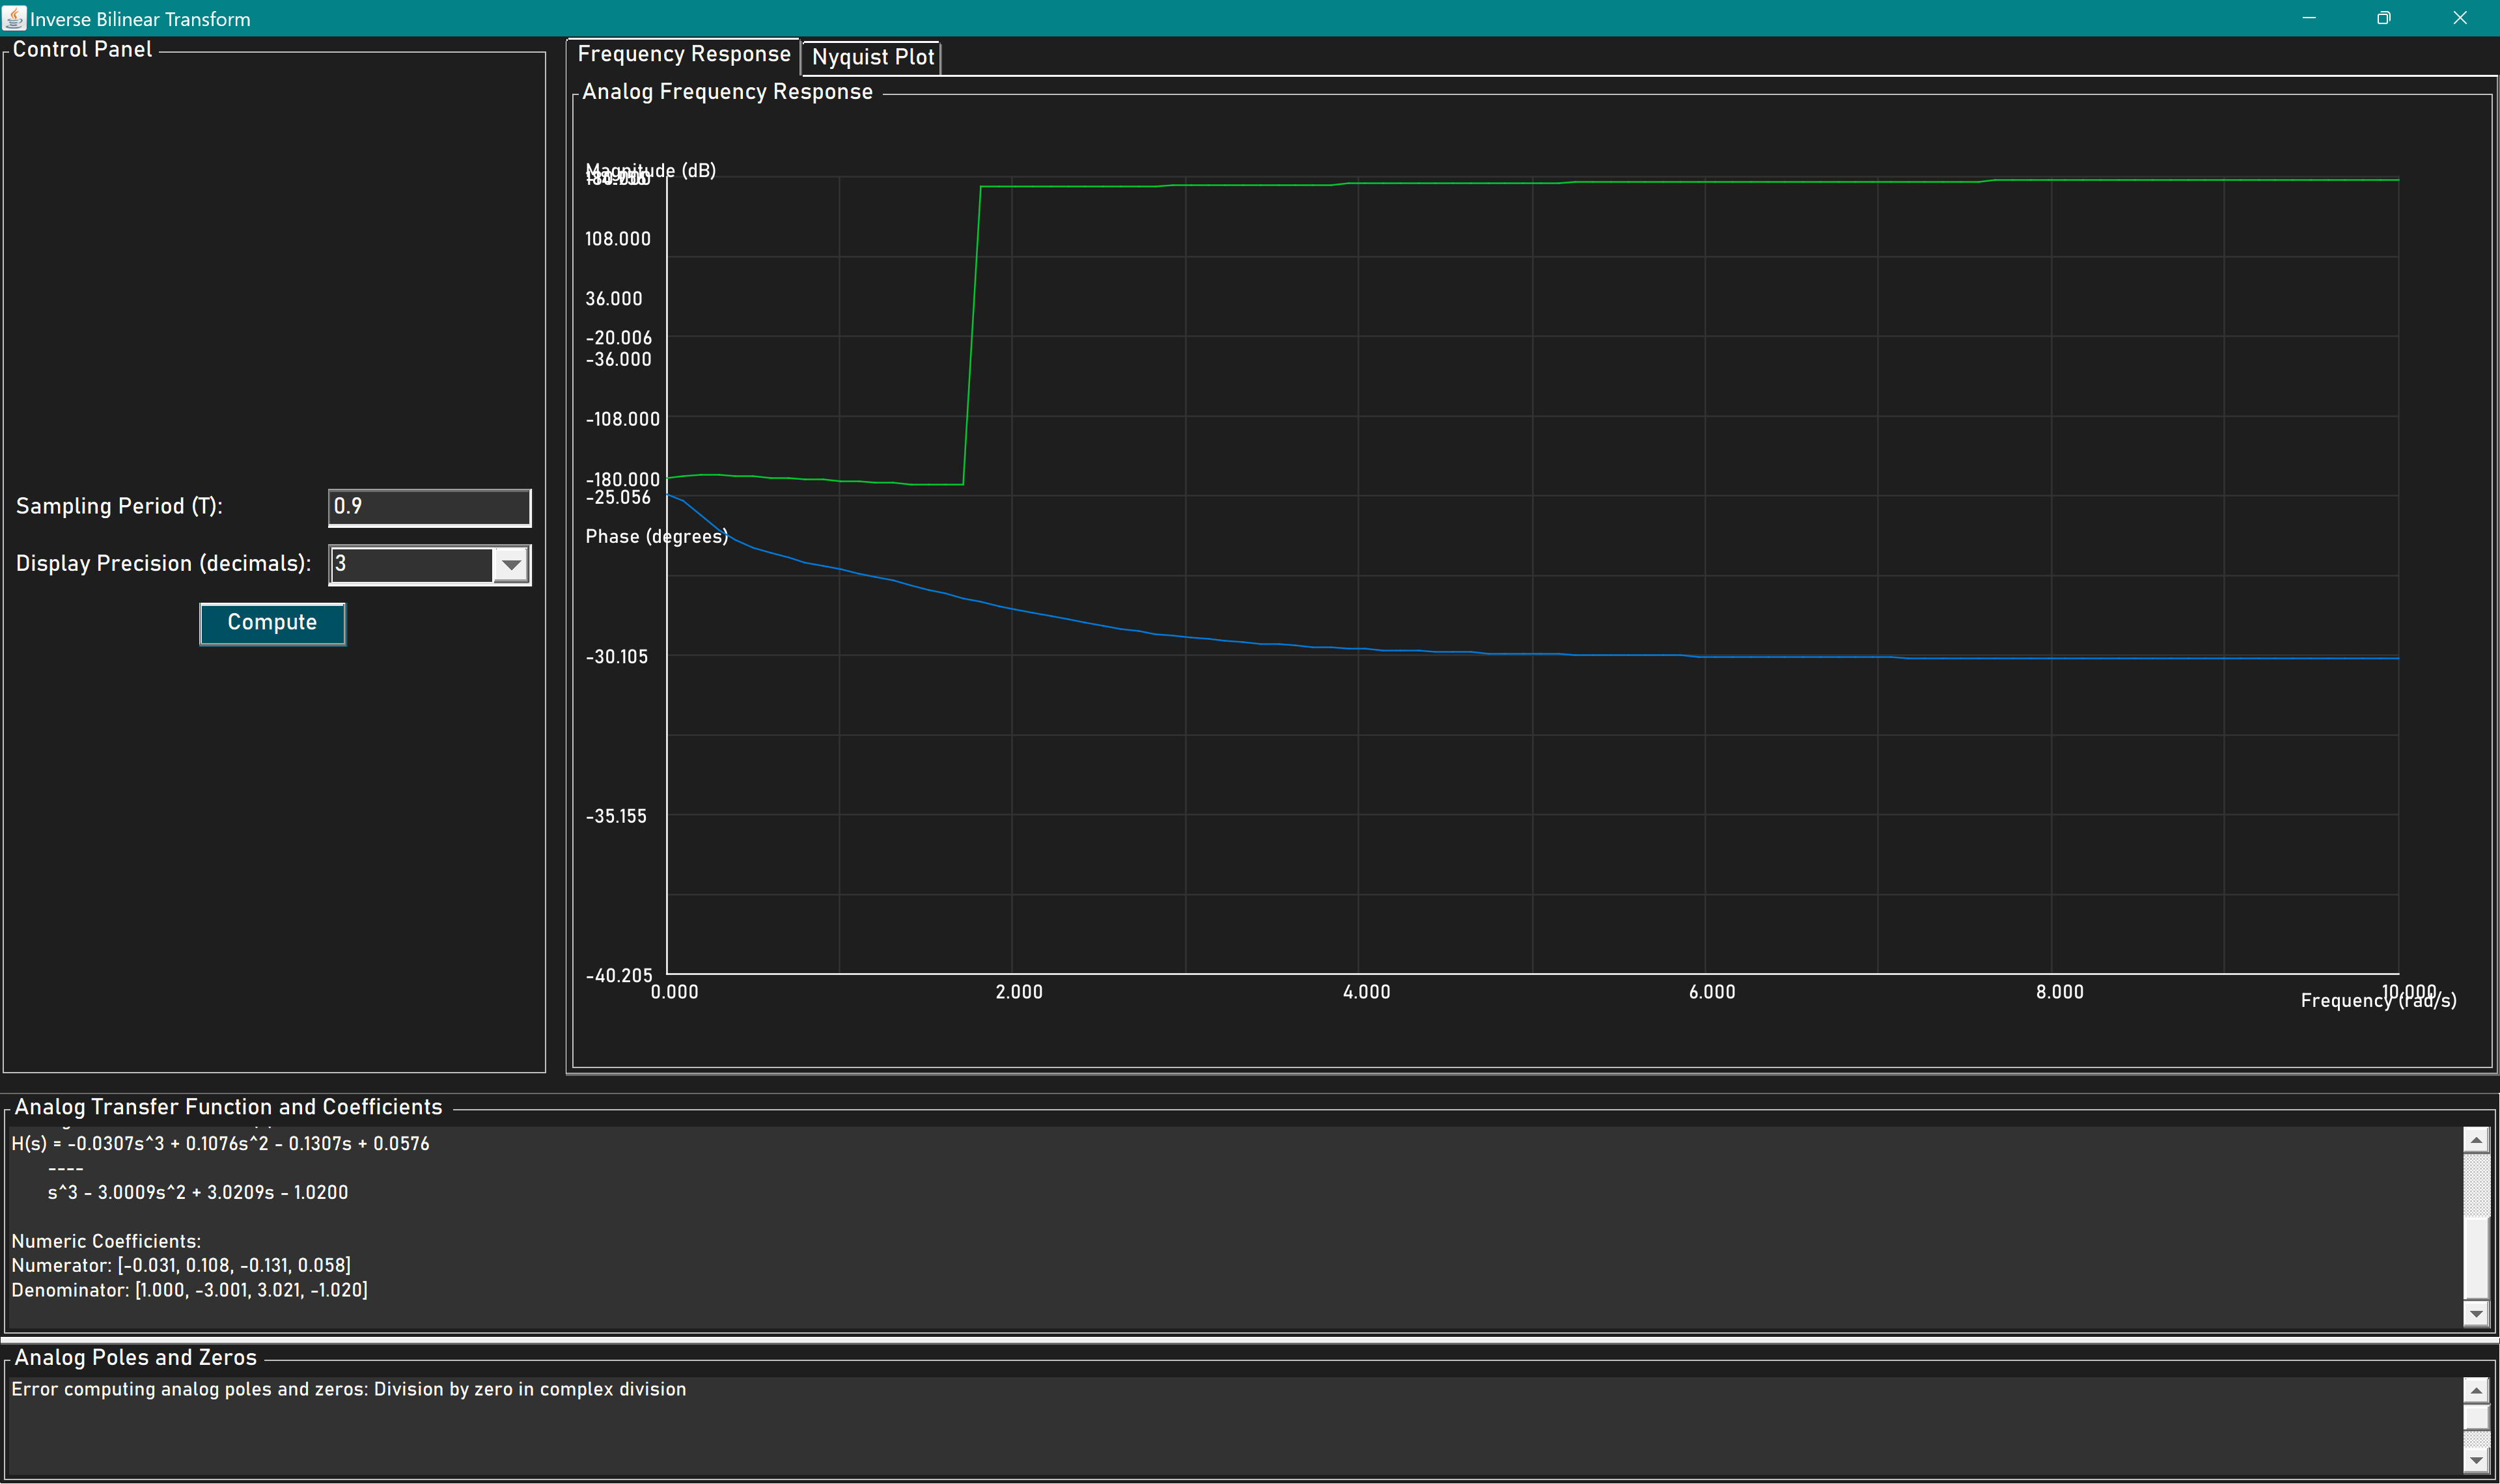 Inverse Bilinear Transform
Control Panel
Sampling Period (T): 0.9
Display Precision (decimals): 3
Compute
Frequency Response Nyquist Plot
Analog Frequency Response
Magnitude (dB)
108.000
36.000
-20.006
-36.000
-108.000
-180.000
-25.056
Phase (degrees)
-30.105
-35.155
-40.205
0.000 2.000 4.000 6.000 8.000 10.000
Frequency (rad/s)
Analog Transfer Function and Coefficients
H(s) = -0.0307s^3 + 0.1076s^2 - 0.1307s + 0.0576
----
s^3 - 3.0009s^2 + 3.0209s - 1.0200
Numeric Coefficients:
Numerator: [-0.031, 0.108, -0.131, 0.058]
Denominator: [1.000, -3.001, 3.021, -1.020]
Analog Poles and Zeros
Error computing analog poles and zeros: Division by zero in complex division